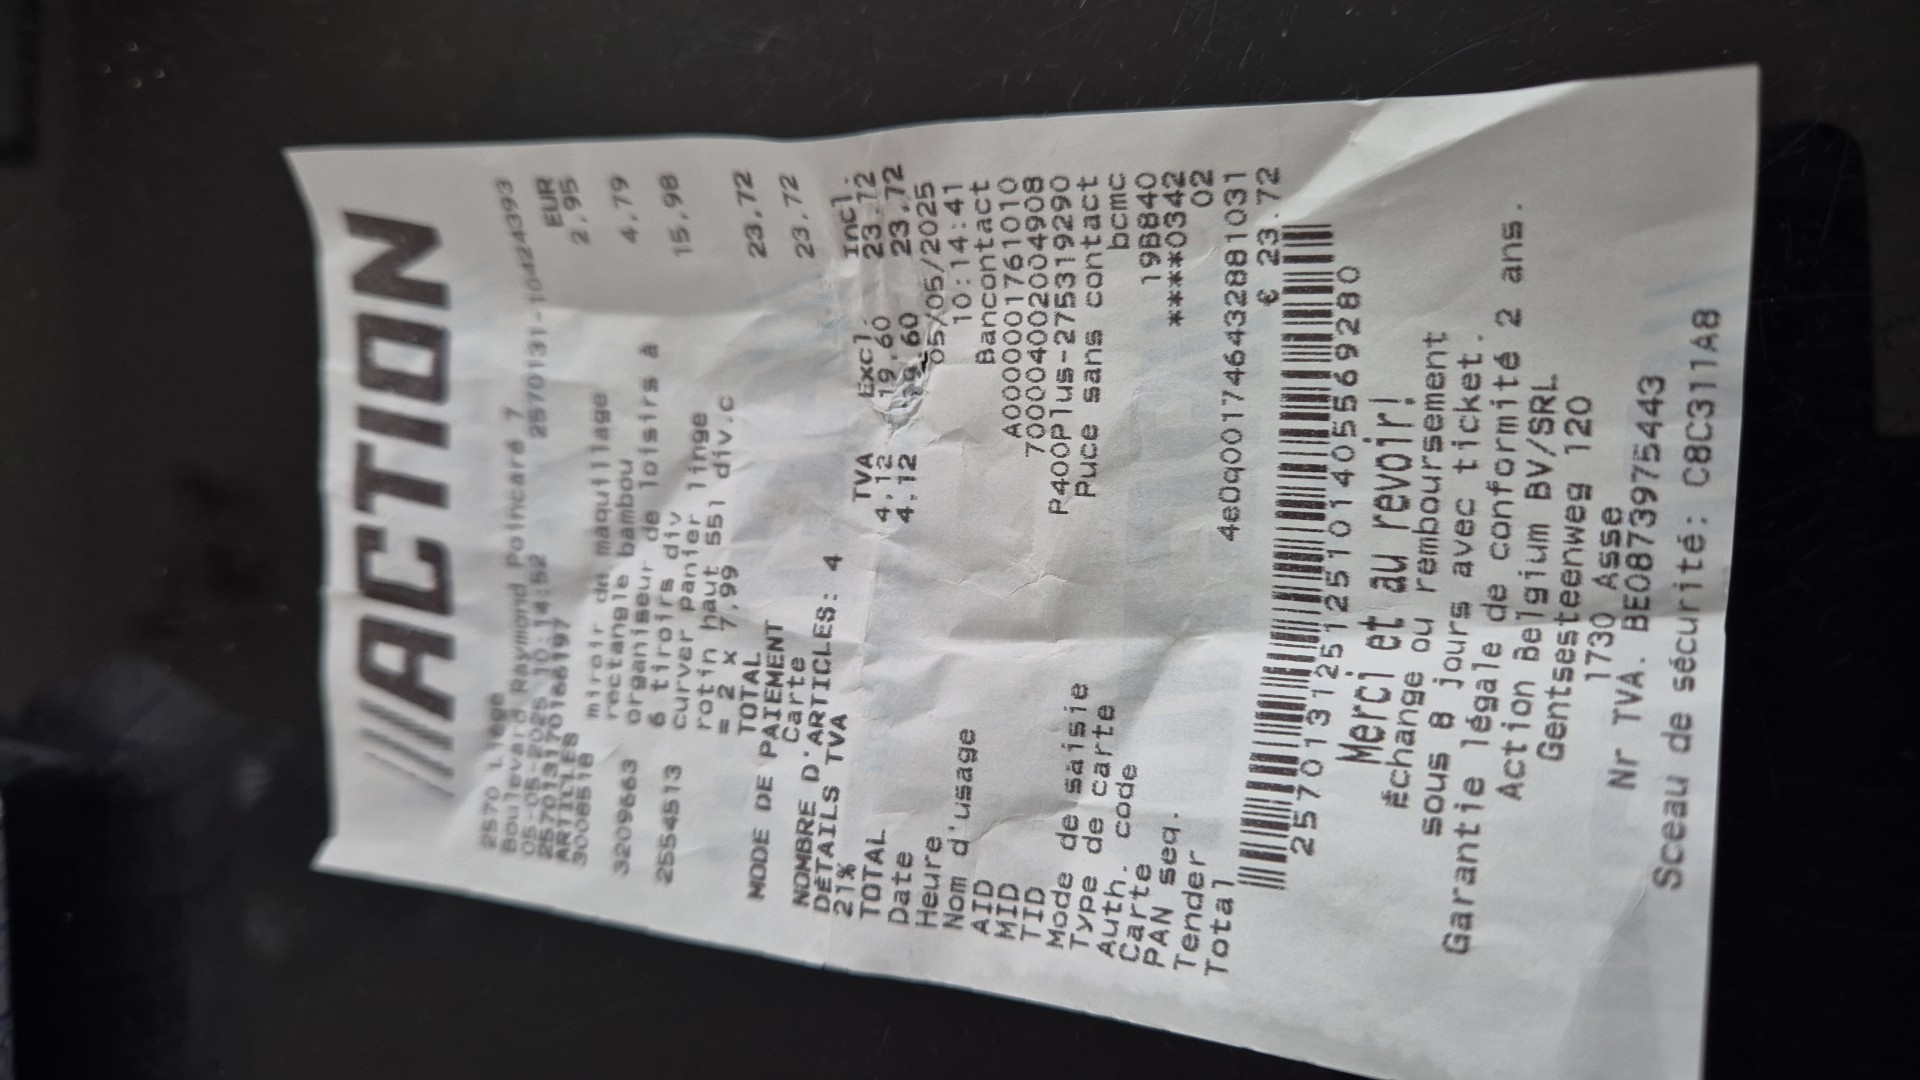 ACTION
2570 Liège
Boulevard Raymond Poincaré 7
05-05-2025 10:14:52 2570131-104224393
2570131170166197
ARTICLES EUR
3008518 miroir de maquillage 2,95
rectangle bambou
3209663 organiseur de loisirs à 4,79
6 tiroirs div
2554513 curver panier linge 15,98
rotin haut 55l div.c
= 2 x 7,99
TOTAL 23,72
MODE DE PAIEMENT
Carte 23,72
NOMBRE D'ARTICLES: 4
DÉTAILS TVA TVA Excl. Incl.
21% 4,12 19,60 23,72
TOTAL 4,12 19,60 23,72
Date 05/05/2025
Heure 10:14:41
Nom d'usage Bancontact
AID A0000001761010
MID 700004002004908
TID P400Plus-275319290
Mode de saisie Puce sans contact
Type de carte bcmc
Auth. code 19B840
Carte ****0342
PAN seq. 02
Tender 4e0q001746432881031
Total € 23.72
257013125125101405569280
Merci et au revoir!
Échange ou remboursement
sous 8 jours avec ticket.
Garantie légale de conformité 2 ans.
Action Belgium BV/SRL
Gentsesteenweg 120
1730 Asse
Nr TVA. BE0873975443
Sceau de sécurité: C8C311A8